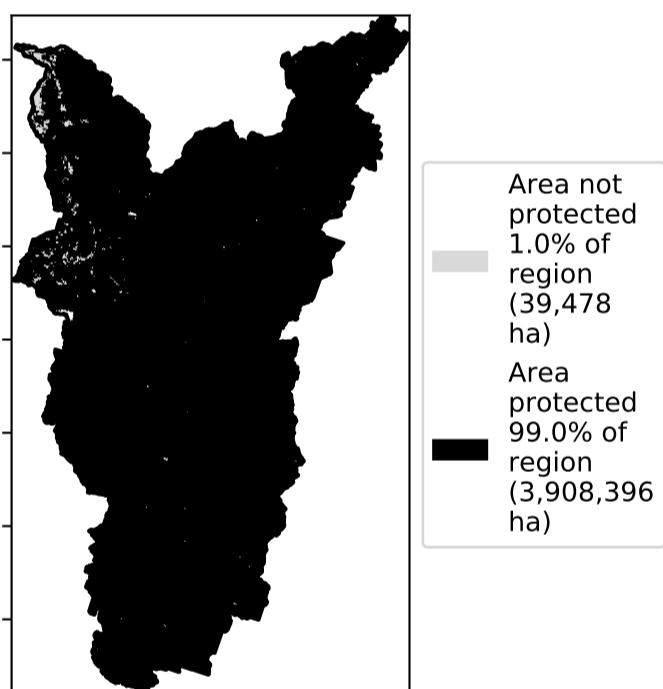 Area not
protected
1.0% of
region
(39,478
ha)
Area
protected
99.0% of
region
(3,908,396
ha)